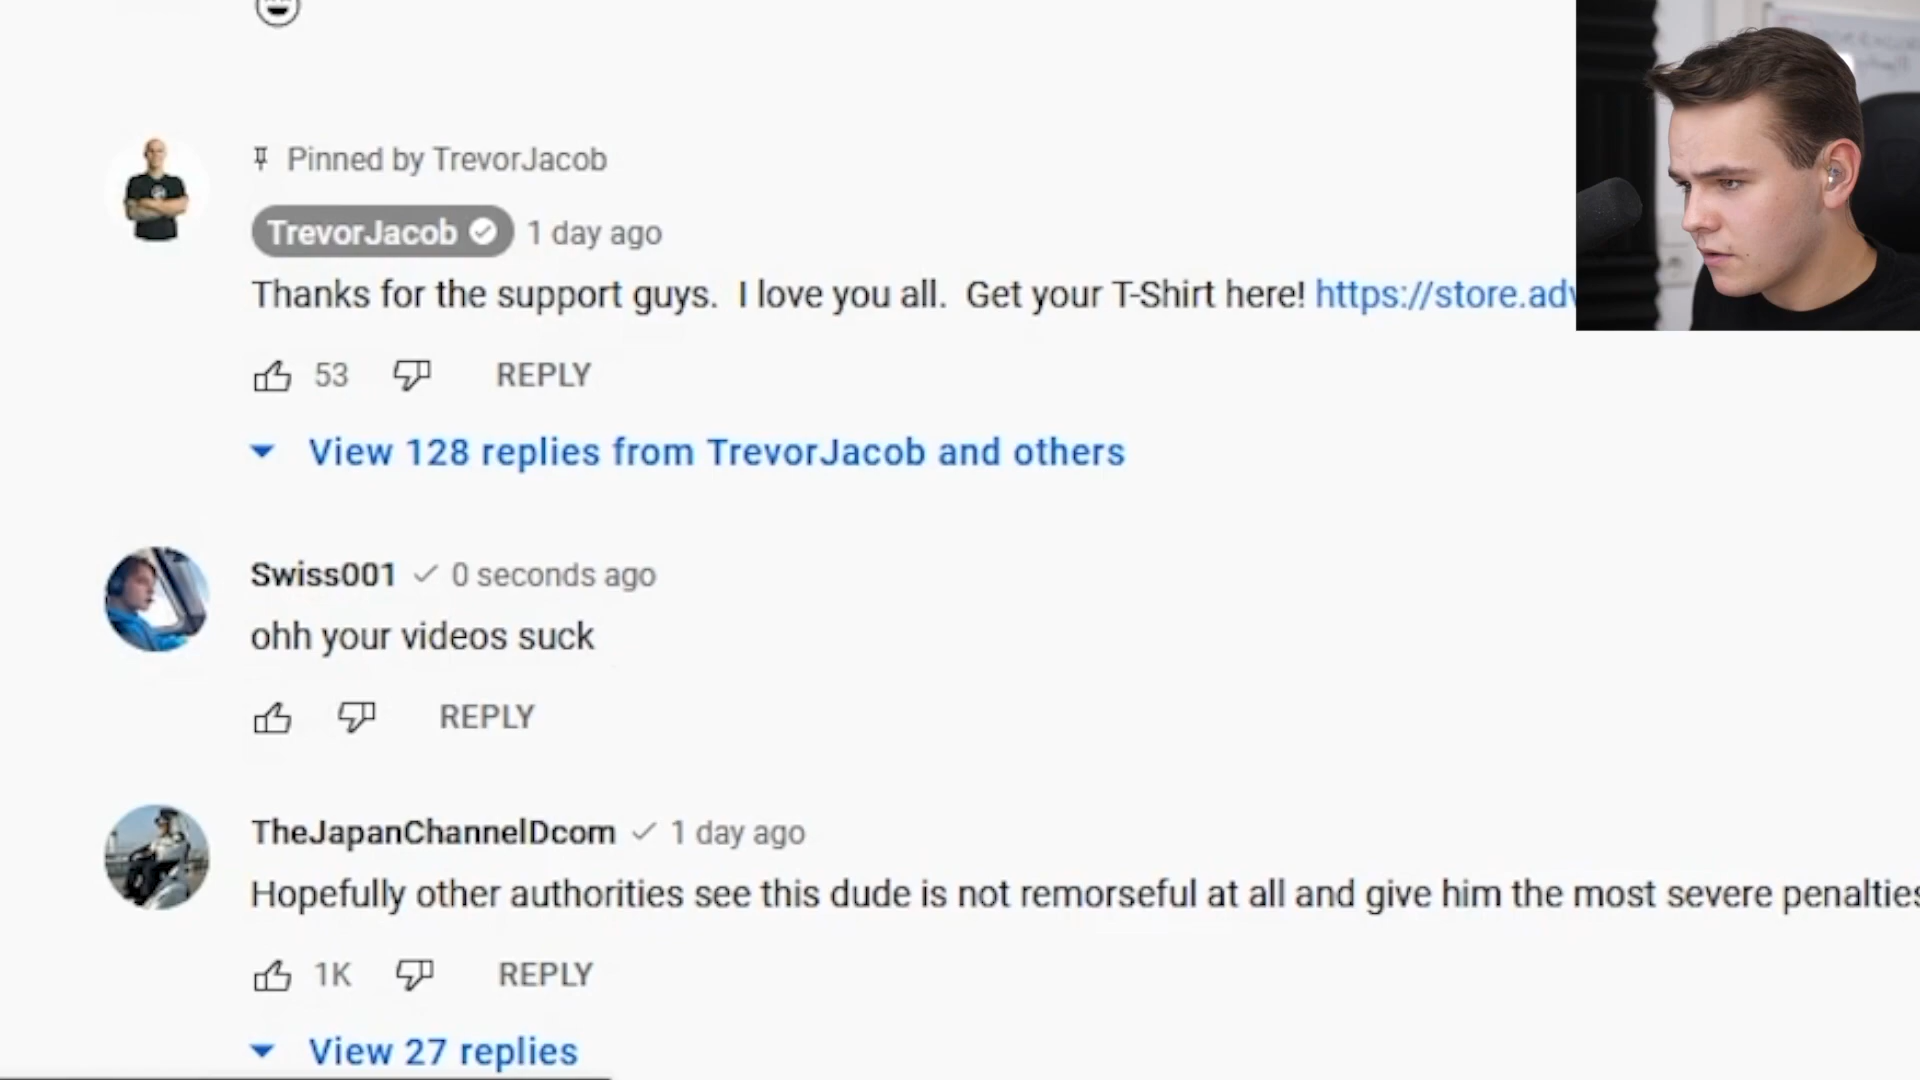 Pinned by TrevorJacob
TrevorJacob 1 day ago
Thanks for the support guys.  I love you all.  Get your T-Shirt here! https://store.adv
53 REPLY
View 128 replies from TrevorJacob and others
Swiss001 0 seconds ago
ohh your videos suck
REPLY
TheJapanChannelDcom 1 day ago
Hopefully other authorities see this dude is not remorseful at all and give him the most severe penalties
1K REPLY
View 27 replies